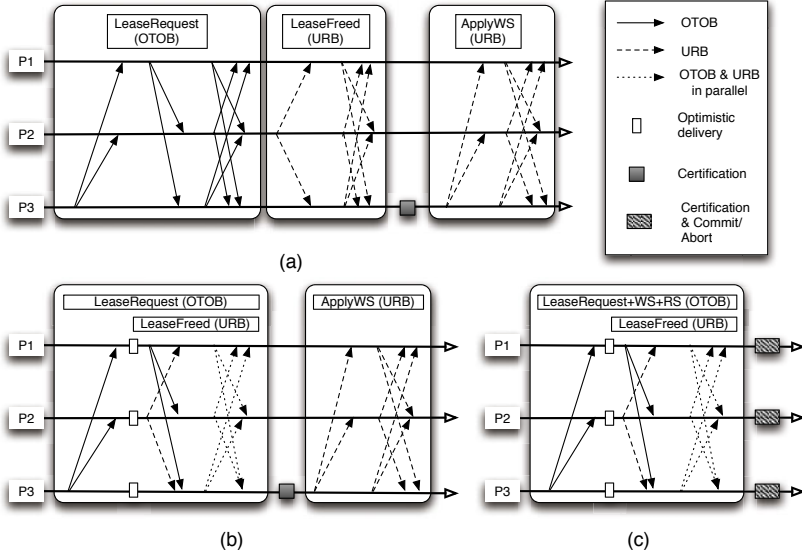 LeaseRequest
(OTOB)
LeaseFreed
(URB)
ApplyWS
(URB)
P1
P2
P3
(a)
OTOB
URB
OTOB & URB
in parallel
Optimistic
delivery
Certification
Certification
& Commit/
Abort
LeaseRequest (OTOB)
LeaseFreed (URB)
ApplyWS (URB)
P1
P2
P3
(b)
LeaseRequest+WS+RS (OTOB)
LeaseFreed (URB)
P1
P2
P3
(c)